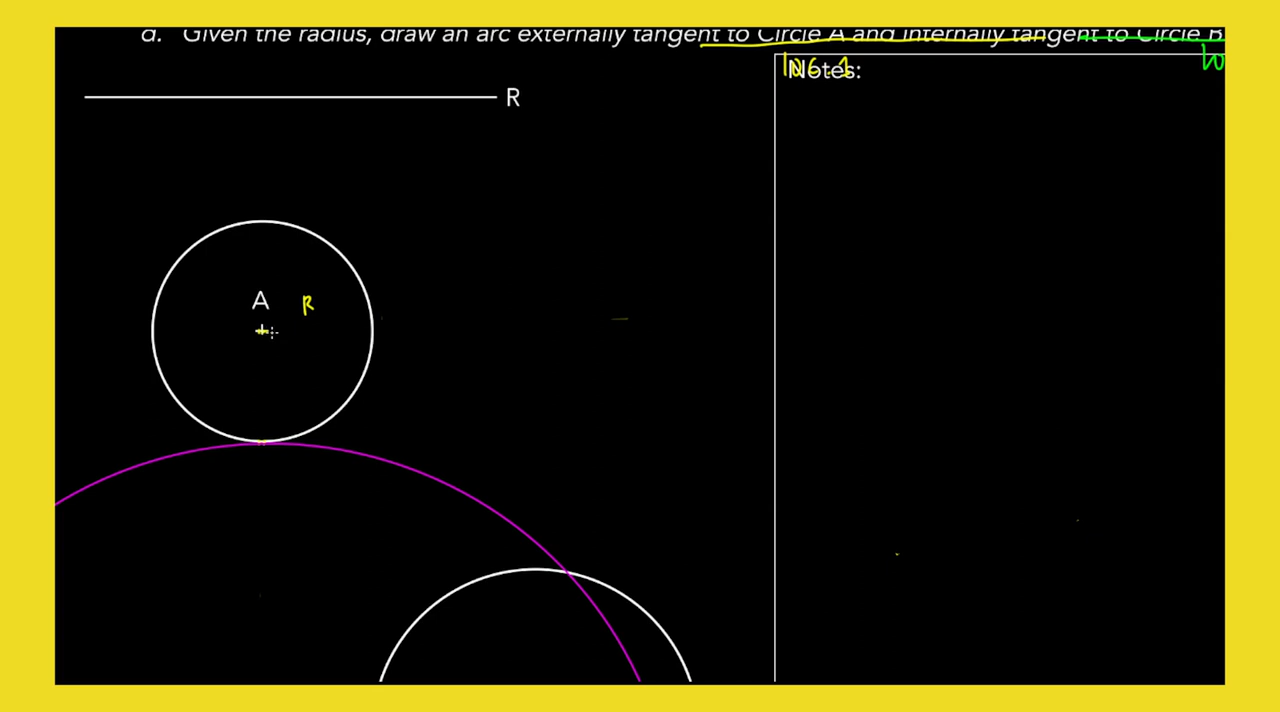 d. Given the radius, draw an arc externally tangent to Circle A and internally tangent to Circle B
Notes:
R
A R